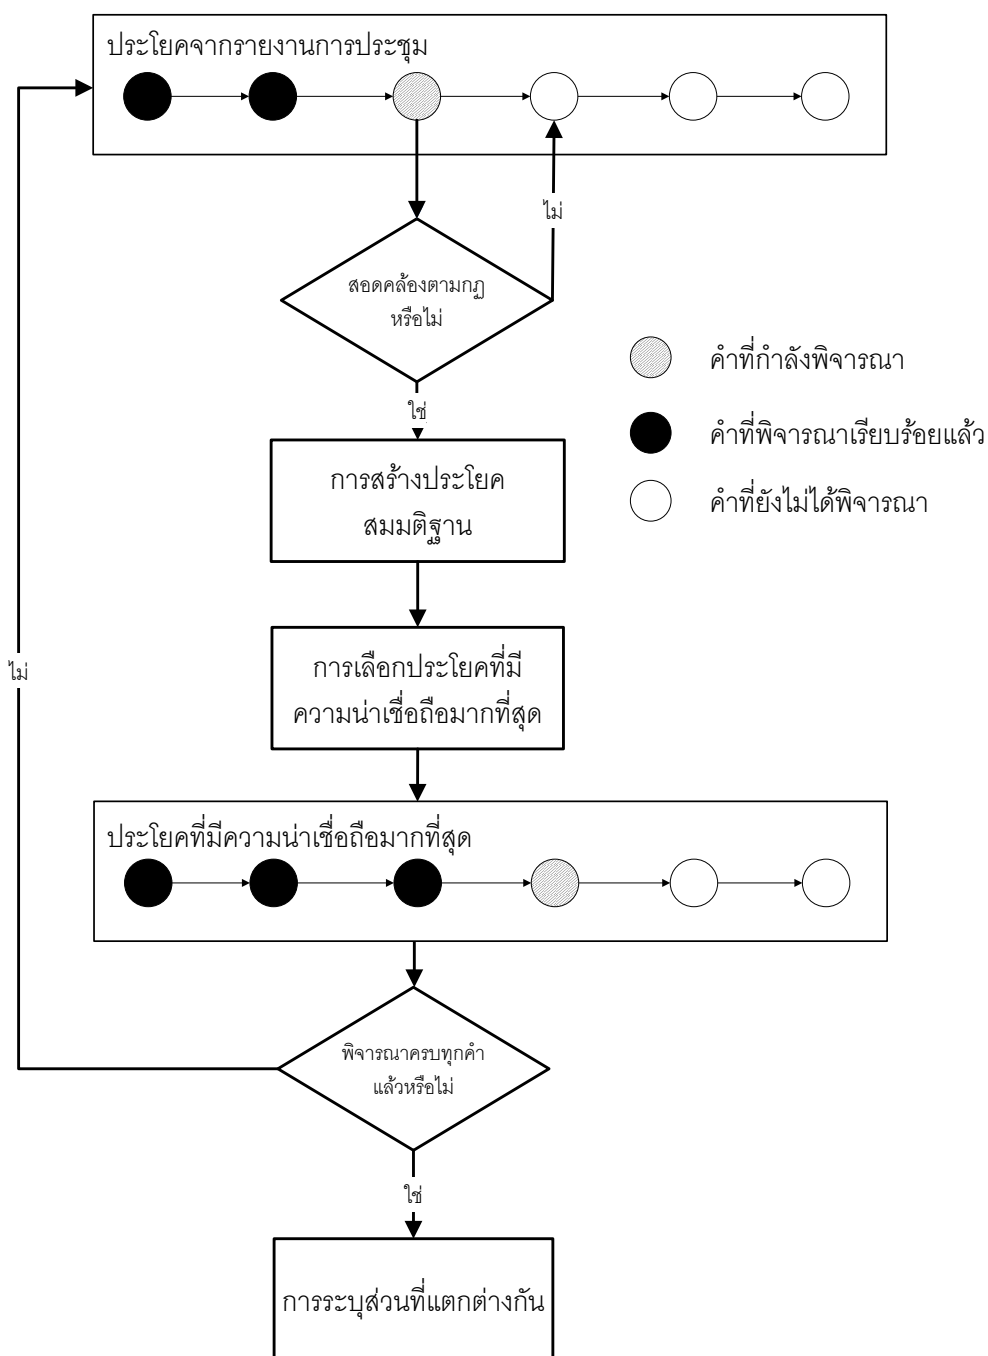 ประโยคจากรายงานการประชุม
ไม่
สอดคล้องตามกฏ
หรือไม่
คำที่กำลังพิจารณา
ใช่
คำที่พิจารณาเรียบร้อยแล้ว
การสร้างประโยค
สมมติฐาน
คำที่ยังไม่ได้พิจารณา
ไม่
การเลือกประโยคที่มี
ความน่าเชื่อถือมากที่สุด
ประโยคที่มีความน่าเชื่อถือมากที่สุด
พิจารณาครบทุกคำ
แล้วหรือไม่
ใช่
การระบุส่วนที่แตกต่างกัน